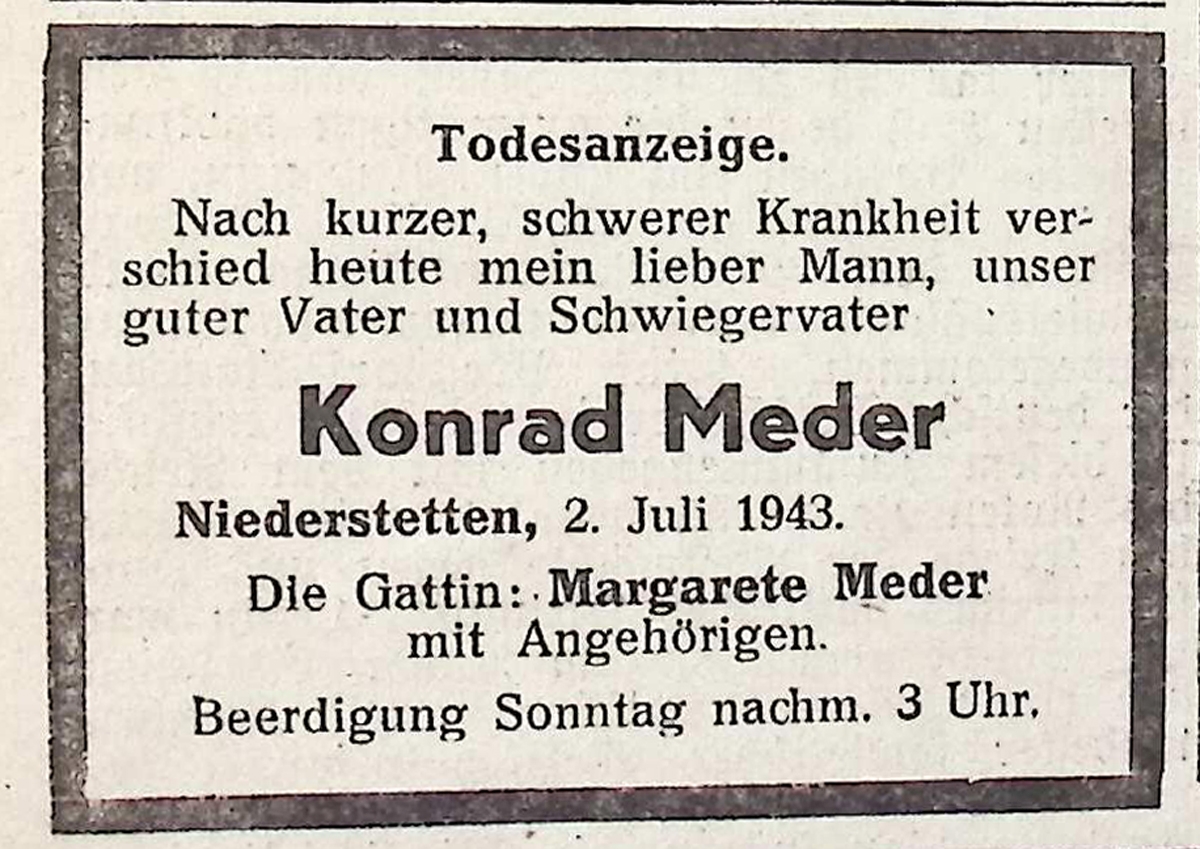 Todesanzeige.
Nach kurzer, schwerer Krankheit ver-
schied heute mein lieber Mann, unser
guter Vater und Schwiegervater
Konrad Meder
Niederstetten, 2. Juli 1943.
Die Gattin: Margarete Meder
mit Angehörigen.
Beerdigung Sonntag nachm. 3 Uhr.